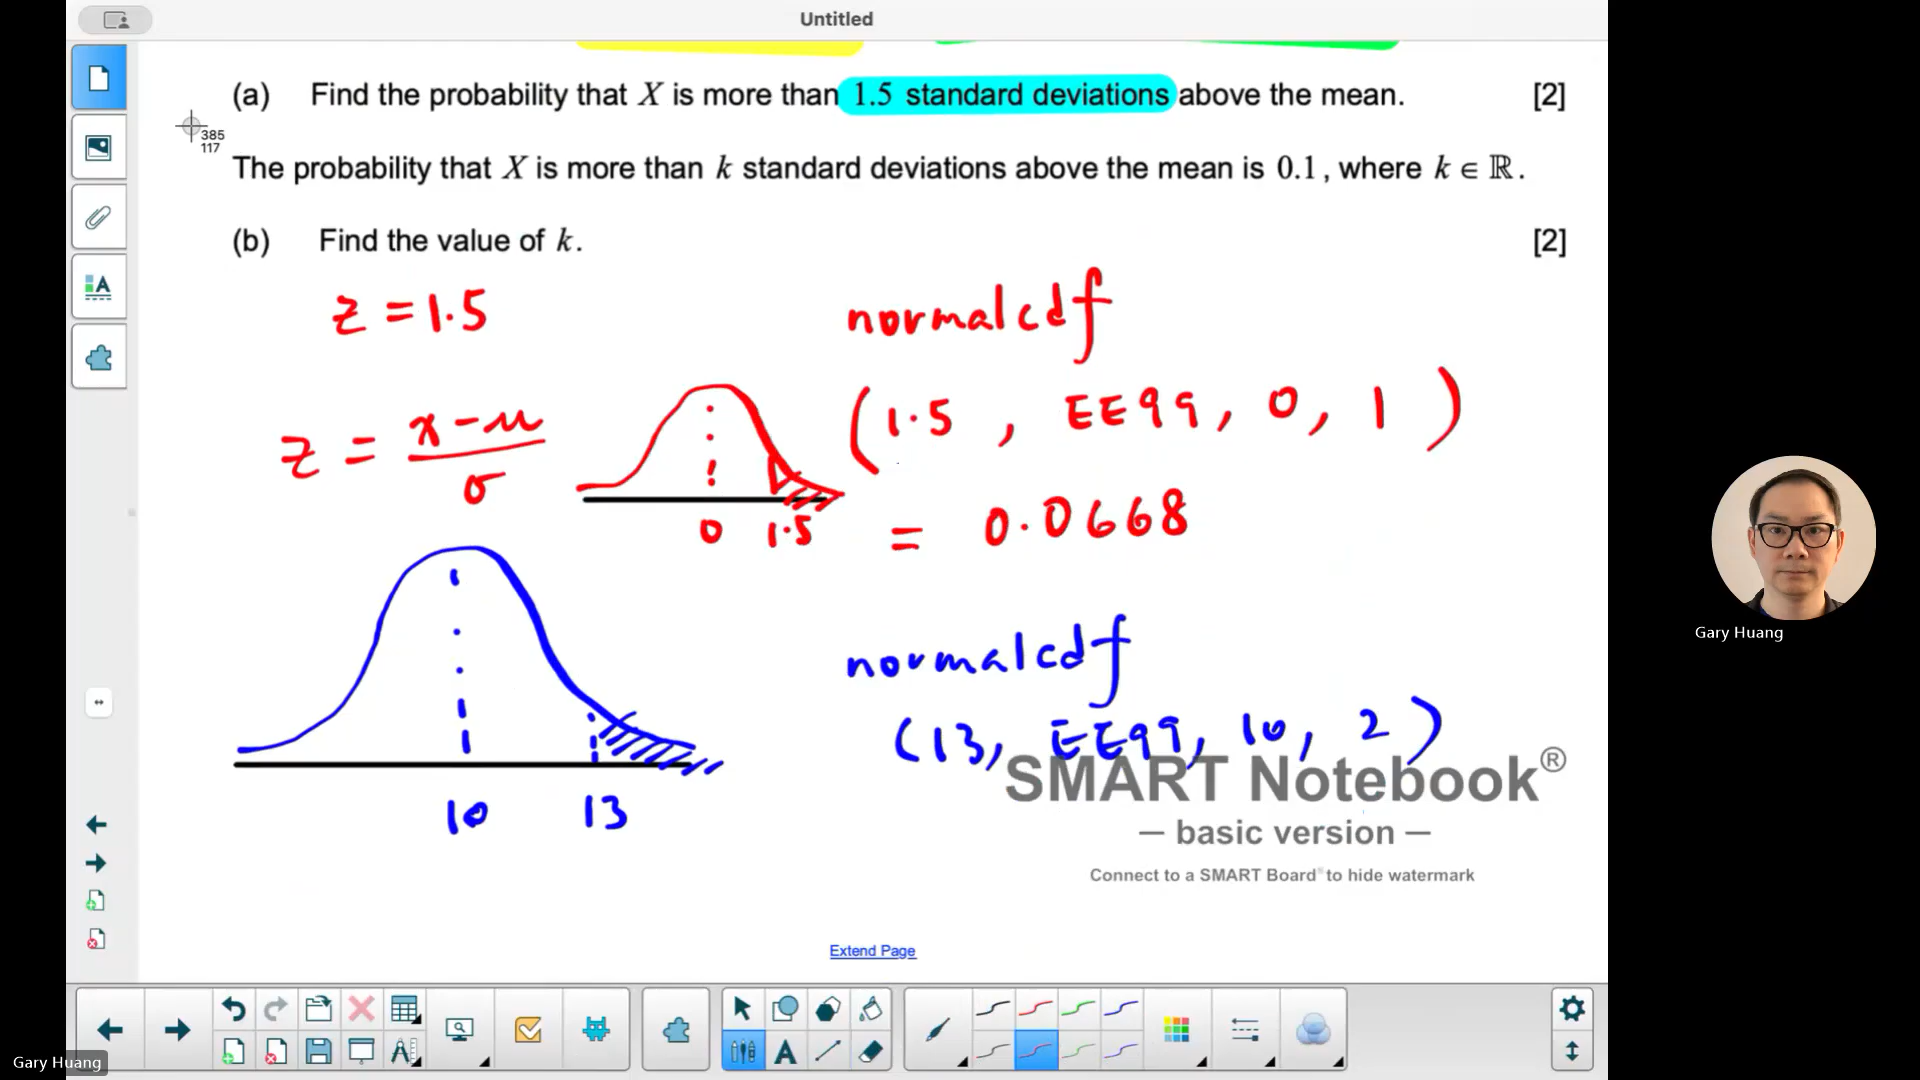 Untitled
(a) Find the probability that X is more than 1.5 standard deviations above the mean. [2]
385
117
The probability that X is more than k standard deviations above the mean is 0.1, where k ∈ ℝ.
(b) Find the value of k. [2]
z = 1.5
normalcdf
(1.5, EE99, 0, 1)
z = x-μ/σ
0 1.5
= 0.0668
normalcdf
(13, EE99, 10, 2)
10 13
SMART Notebook®
— basic version —
Connect to a SMART Board® to hide watermark
Extend Page
Gary Huang
Gary Huang